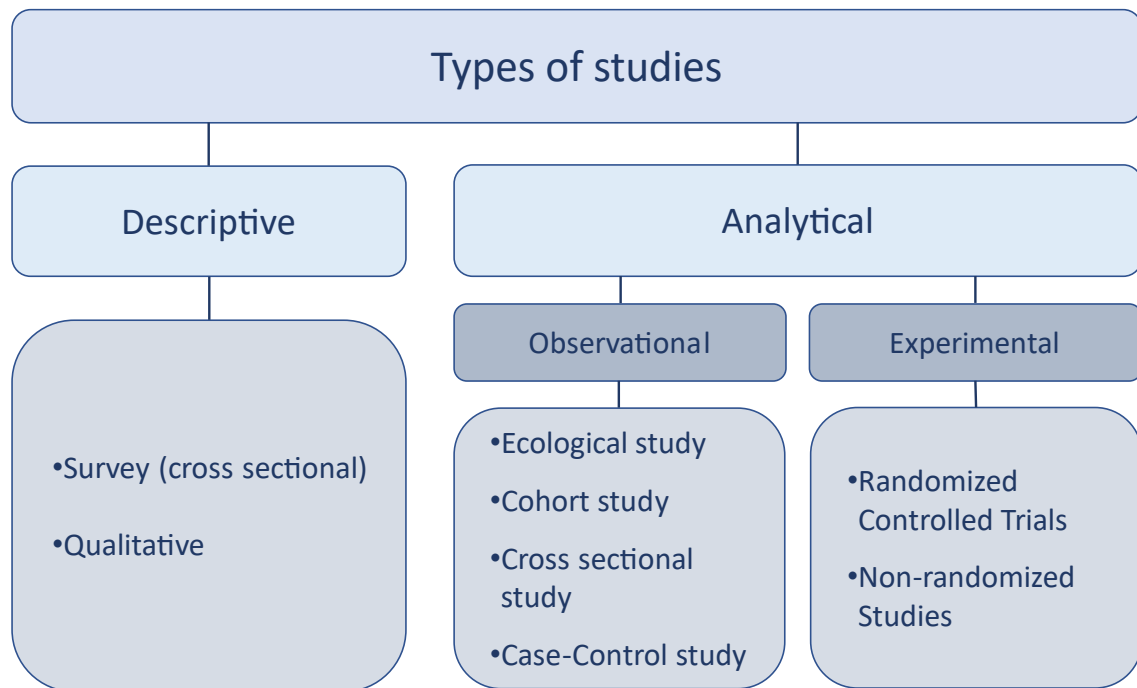 Types of studies
Descriptive
Analytical
Observational
Experimental
•Survey (cross sectional)
•Qualitative
•Ecological study
•Cohort study
•Cross sectional
study
•Case-Control study
•Randomized
Controlled Trials
•Non-randomized
Studies